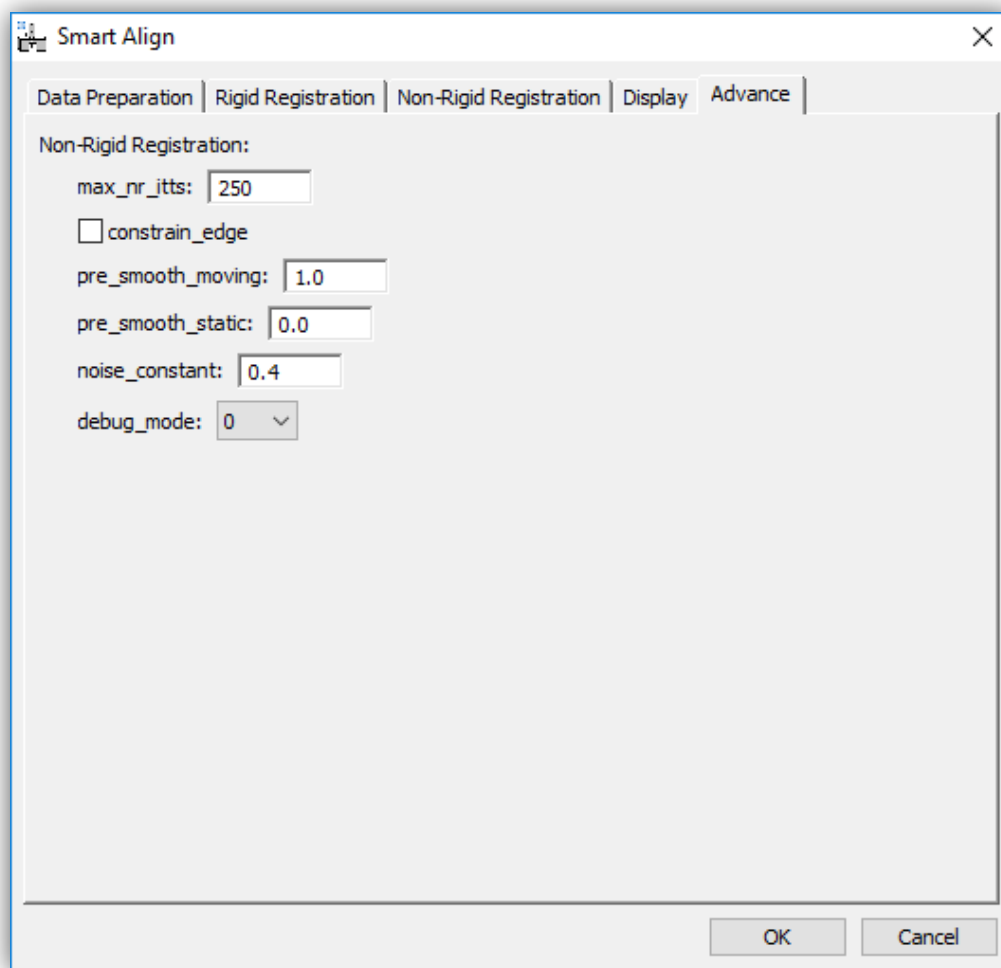 Smart Align
Data Preparation Rigid Registration Non-Rigid Registration Display Advance
Non-Rigid Registration:
max_nr_itts: 250
constrain_edge
pre_smooth_moving: 1.0
pre_smooth_static: 0.0
noise_constant: 0.4
debug_mode: 0
OK Cancel